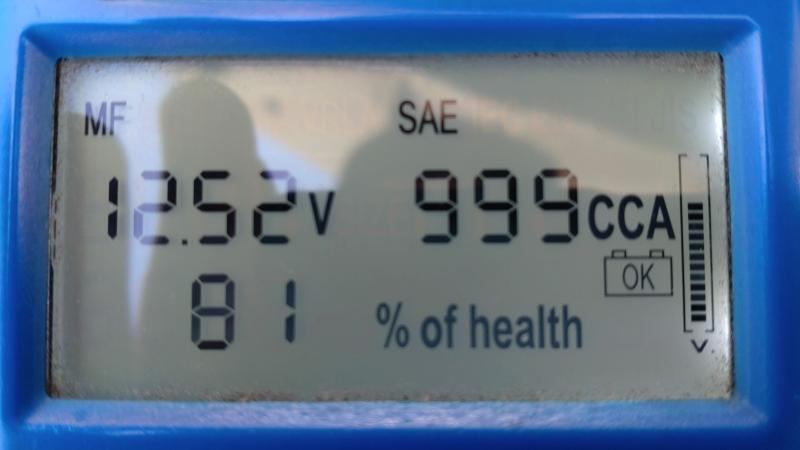 MF SAE
12.52V 999CCA
OK
81 % of health
V